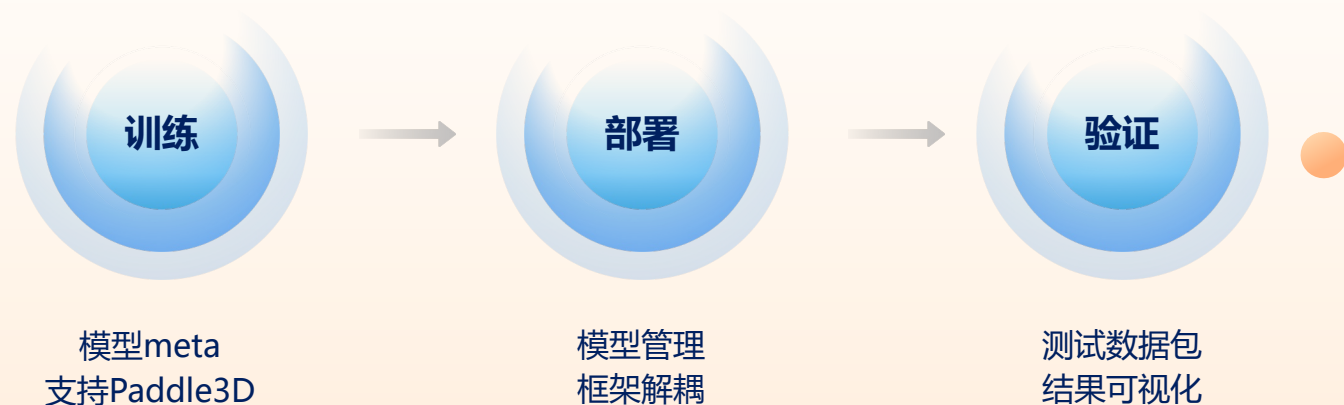 训练
部署
验证
模型meta
支持Paddle3D
模型管理
框架解耦
测试数据包
结果可视化